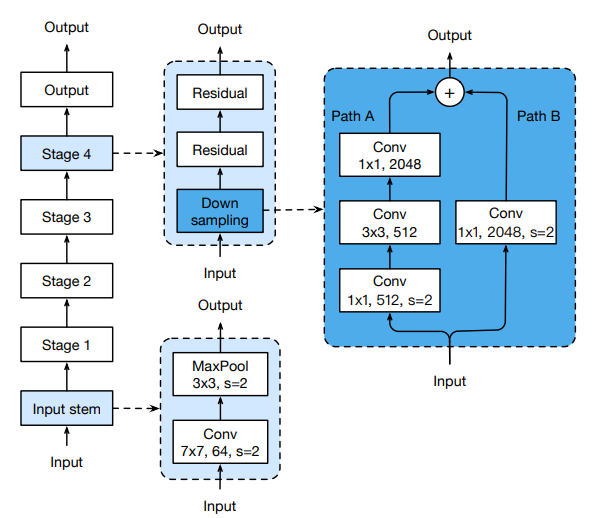 Output
Output
Stage 4
Stage 3
Stage 2
Stage 1
Input stem
Input
Output
Residual
Residual
Down
sampling
Input
Output
MaxPool
3x3, s=2
Conv
7x7, 64, s=2
Input
Output
+
Path A
Path B
Conv
1x1, 2048
Conv
3x3, 512
Conv
1x1, 2048, s=2
Conv
1x1, 512, s=2
Input